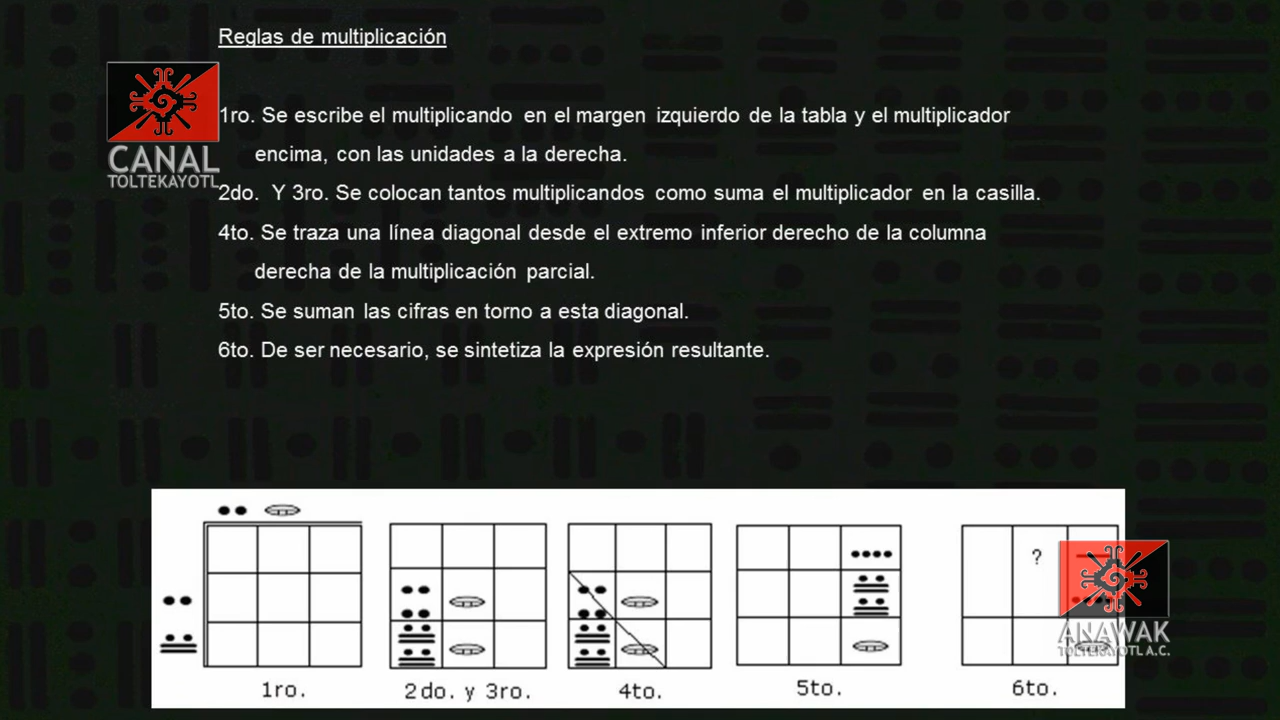 Reglas de multiplicación
CANAL
TOLTEKAYOTL
1ro. Se escribe el multiplicando en el margen izquierdo de la tabla y el multiplicador
encima, con las unidades a la derecha.
2do. Y 3ro. Se colocan tantos multiplicandos como suma el multiplicador en la casilla.
4to. Se traza una línea diagonal desde el extremo inferior derecho de la columna
derecha de la multiplicación parcial.
5to. Se suman las cifras en torno a esta diagonal.
6to. De ser necesario, se sintetiza la expresión resultante.
?
ANAWAK
TOLTEKAYOTL A.C.
1ro. 2do. y 3ro. 4to. 5to. 6to.